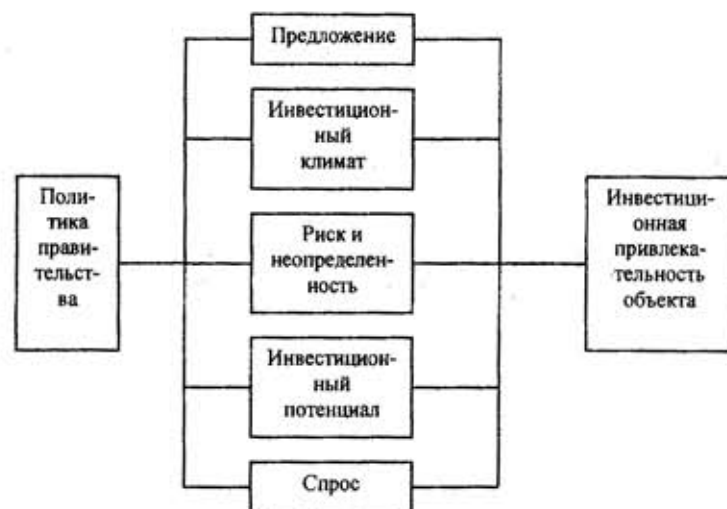 Предложение
Инвестицион-
ный
климат
Поли-
тика
прави-
тельст-
ва
Риск и
неопределен-
ность
Инвестици-
онная
привлека-
тельность
объекта
Инвестицион-
ный
потенциал
Спрос